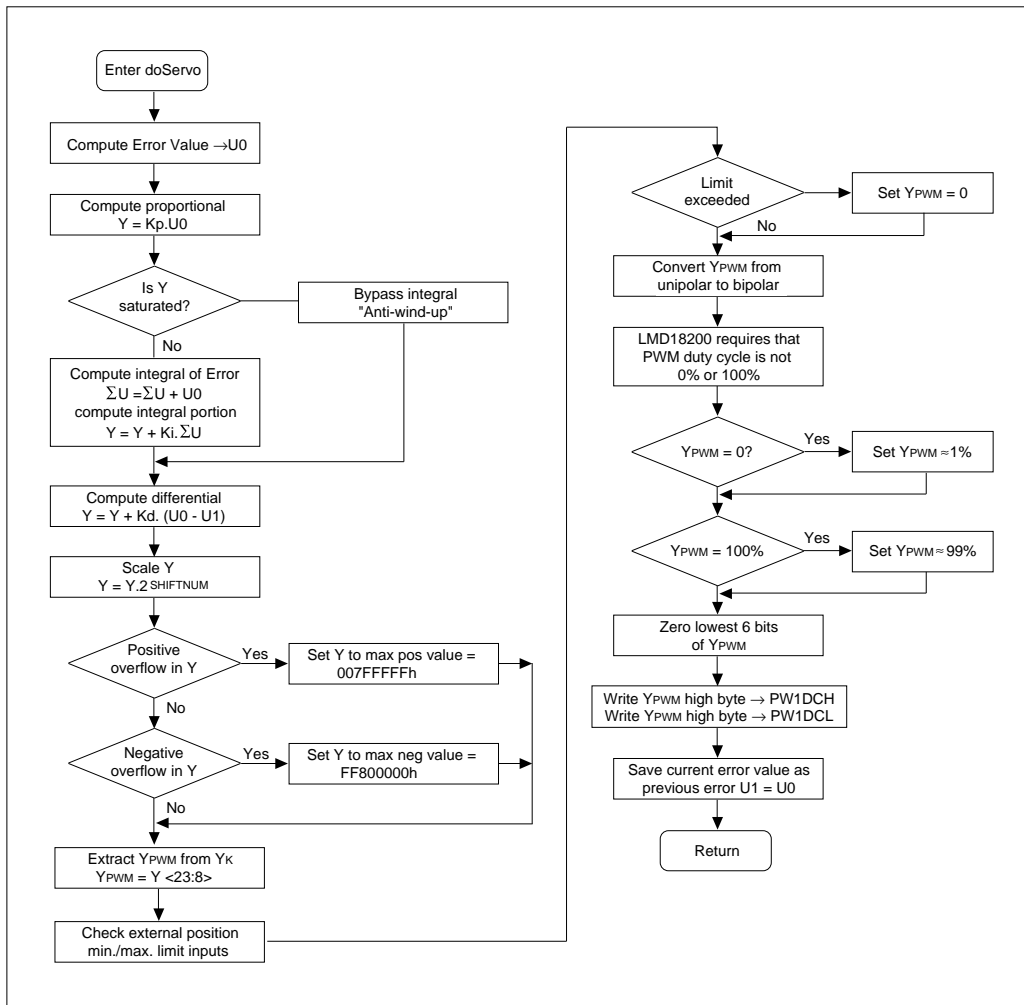 Enter doServo
Compute Error Value →U0
Compute proportional
Y = Kp.U0
Is Y
saturated?
Bypass integral
"Anti-wind-up"
No
Compute integral of Error
ΣU =ΣU + U0
compute integral portion
Y = Y + Ki.ΣU
Compute differential
Y = Y + Kd. (U0 - U1)
Scale Y
Y = Y.2 SHIFTNUM
Positive
overflow in Y
Yes
Set Y to max pos value =
007FFFFFh
No
Negative
overflow in Y
Yes
Set Y to max neg value =
FF800000h
No
Extract YPWM from YK
YPWM = Y <23:8>
Check external position
min./max. limit inputs
Limit
exceeded
Set YPWM = 0
No
Convert YPWM from
unipolar to bipolar
LMD18200 requires that
PWM duty cycle is not
0% or 100%
YPWM = 0?
Yes
Set YPWM ≈1%
YPWM = 100%
Yes
Set YPWM ≈ 99%
Zero lowest 6 bits
of YPWM
Write YPWM high byte → PW1DCH
Write YPWM high byte → PW1DCL
Save current error value as
previous error U1 = U0
Return